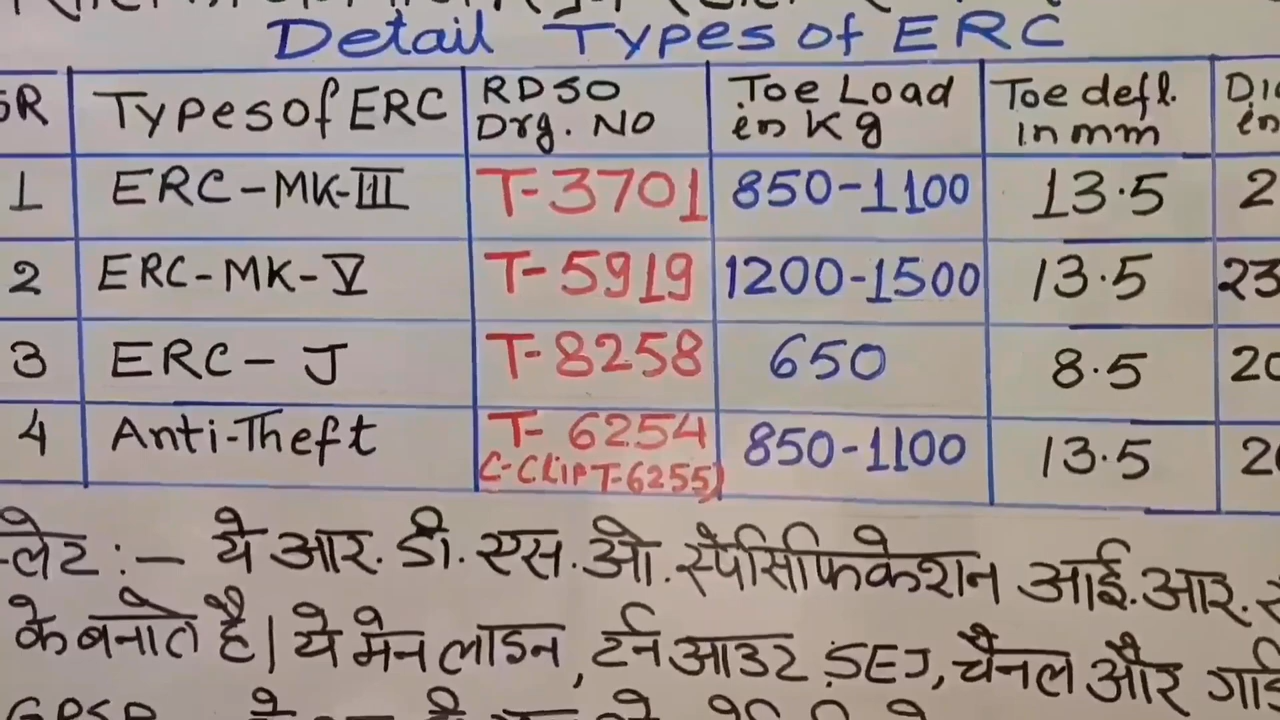 Detail Types of ERC
SR Types of ERC RDSO Drg. No Toe Load in Kg Toe defl. in mm
1 ERC-MK-III T-3701 850-1100 13.5
2 ERC-MK-V T-5919 1200-1500 13.5
3 ERC-J T-8258 650 8.5
4 Anti-Theft T-6254 850-1100 13.5
C-CLIP T-6255)
प्लेट :- ये आर. डी. एस. ओ. स्पेसिफिकेशन आई. आर.
के बनाते है। ये मेन लाइन, टर्न आउट SEJ, चैनल और